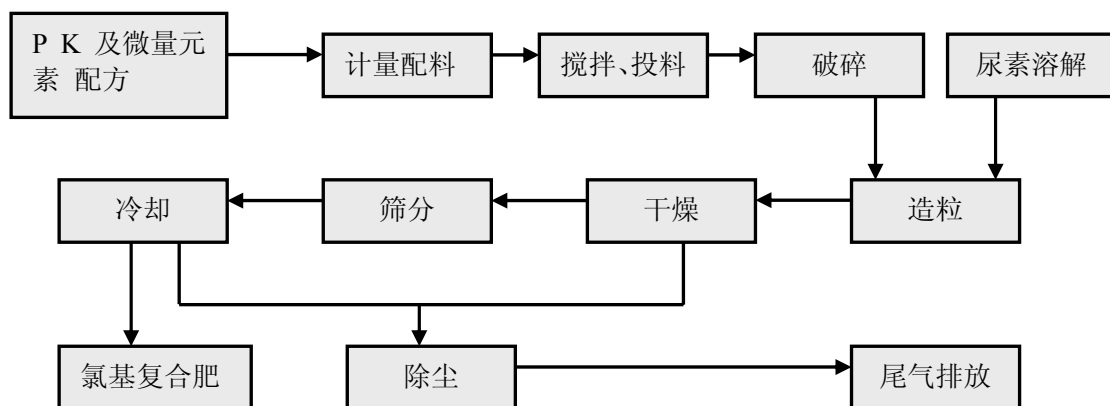 P K 及微量元
素 配方
计量配料
搅拌、投料
破碎
尿素溶解
冷却
筛分
干燥
造粒
氯基复合肥
除尘
尾气排放